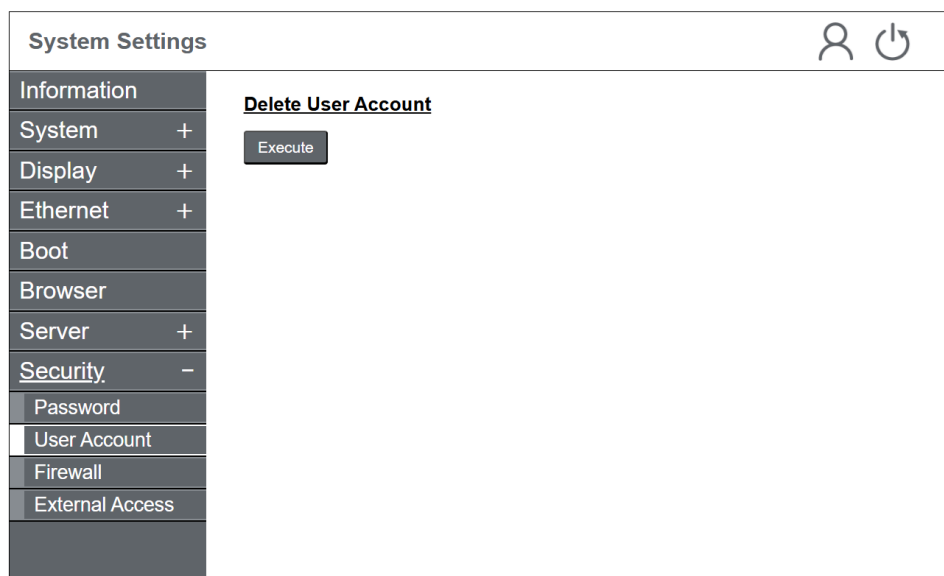 System Settings
Information
System +
Display +
Ethernet +
Boot
Browser
Server +
Security -
Password
User Account
Firewall
External Access
Delete User Account
Execute